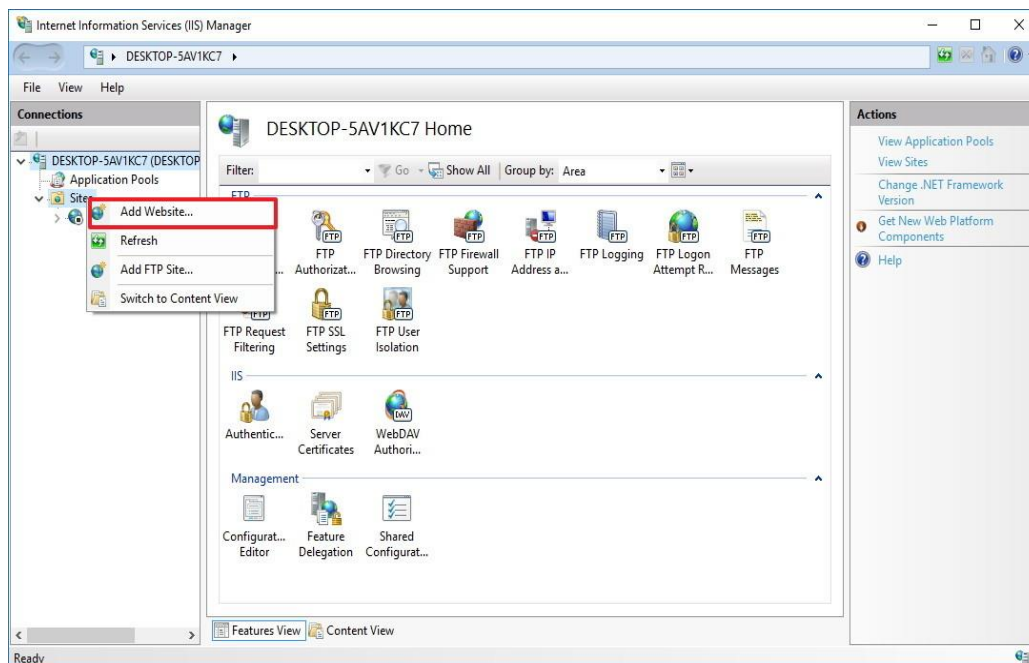 Internet Information Services (IIS) Manager
DESKTOP-5AV1KC7
File View Help
Connections
DESKTOP-5AV1KC7 (DESKTOP
Application Pools
Sites
Add Website...
Refresh
Add FTP Site...
Switch to Content View
DESKTOP-5AV1KC7 Home
Filter: Go Show All Group by: Area
FTP
FTP
Authorizat...
FTP Directory
Browsing
FTP Firewall
Support
FTP IP
Address a...
FTP Logging
FTP Logon
Attempt R...
FTP
Messages
FTP Request
Filtering
FTP SSL
Settings
FTP User
Isolation
IIS
Authentic...
Server
Certificates
WebDAV
Authori...
Management
Configurat...
Editor
Feature
Delegation
Shared
Configurat...
Features View Content View
Actions
View Application Pools
View Sites
Change .NET Framework
Version
Get New Web Platform
Components
Help
Ready